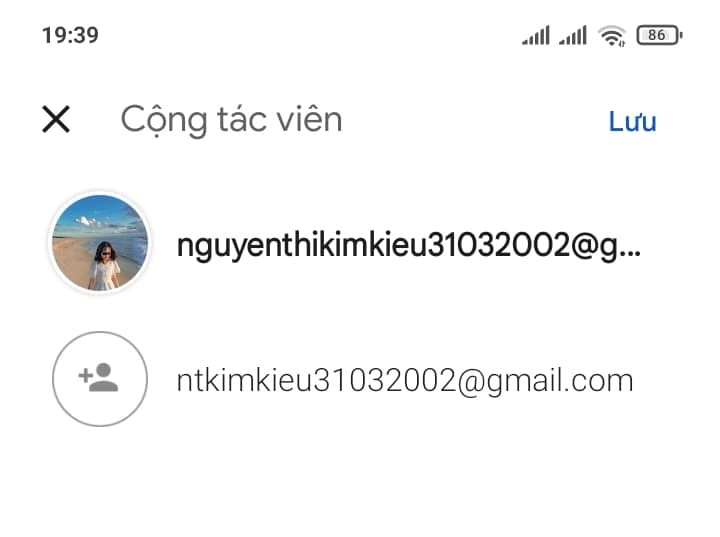 19:39
86
Cộng tác viên
Lưu
nguyenthikimkieu31032002@g...
ntkimkieu31032002@gmail.com